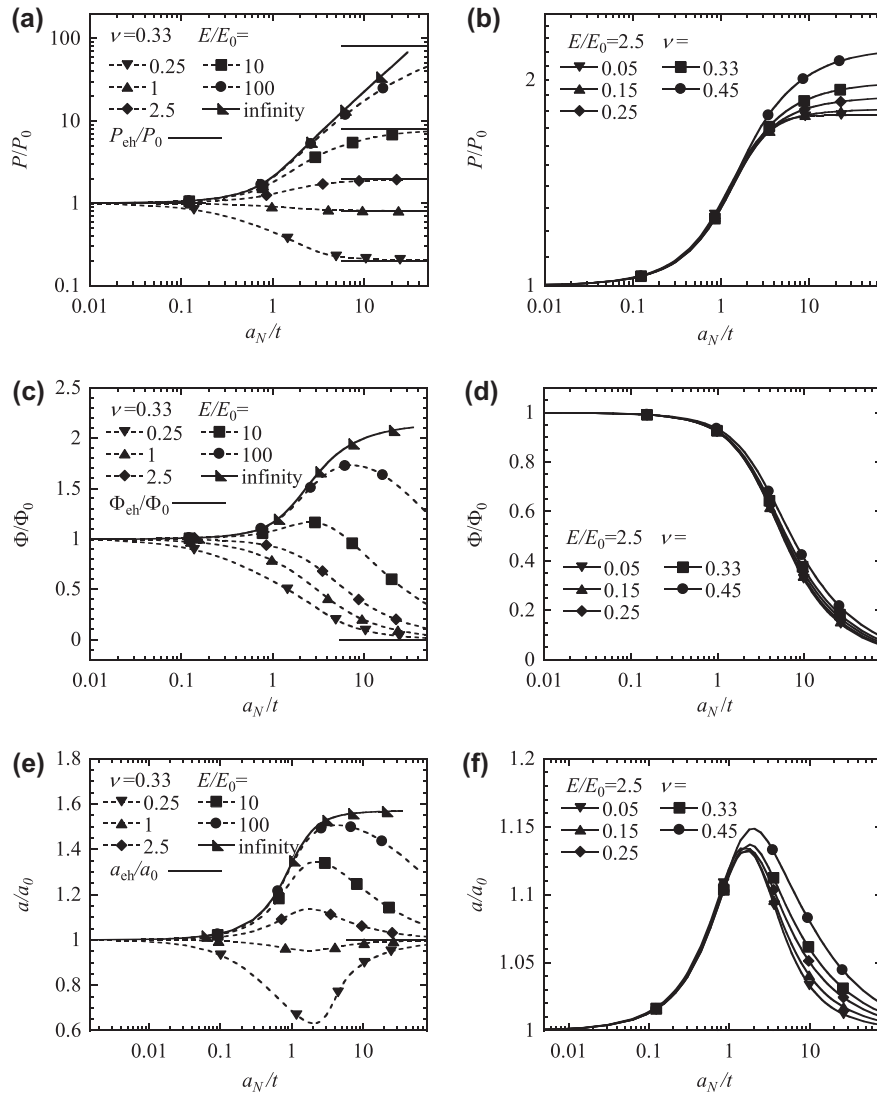 (a)
ν=0.33 E/E0=
0.25 10
1 100
2.5 infinity
Peh/P0
100
10
1
0.1
P/P0
0.01 0.1 1 10
aN/t
(b)
E/E0=2.5 ν=
0.05 0.33
0.15 0.45
0.25
2
1
P/P0
0.01 0.1 1 10
aN/t
(c)
ν=0.33 E/E0=
0.25 10
1 100
2.5 infinity
Φeh/Φ0
2.5
2
1.5
1
0.5
0
Φ/Φ0
0.01 0.1 1 10
aN/t
(d)
E/E0=2.5 ν=
0.05 0.33
0.15 0.45
0.25
1
0.8
0.6
0.4
0.2
0
Φ/Φ0
0.01 0.1 1 10
aN/t
(e)
ν=0.33 E/E0=
0.25 10
1 100
2.5 infinity
aeh/a0
1.8
1.6
1.4
1.2
1
0.8
0.6
a/a0
0.01 0.1 1 10
aN/t
(f)
E/E0=2.5 ν=
0.05 0.33
0.15 0.45
0.25
1.2
1.15
1.1
1.05
1
a/a0
0.01 0.1 1 10
aN/t